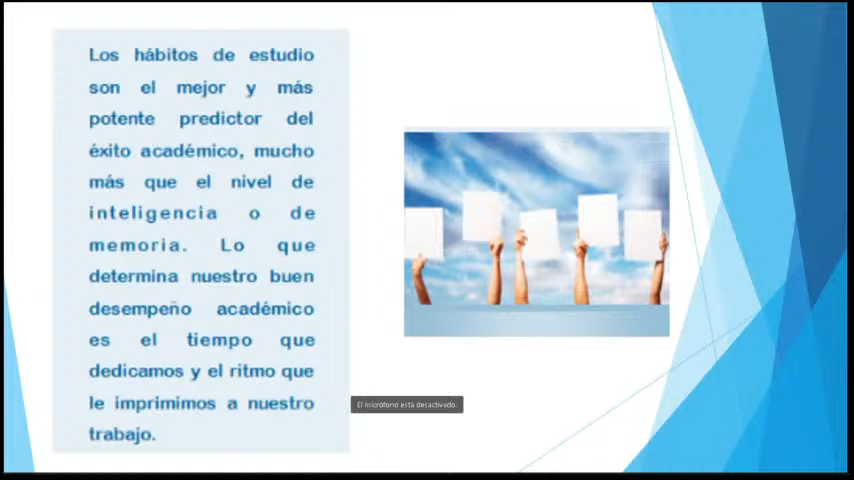 Los hábitos de estudio
son el mejor y más
potente predictor del
éxito académico, mucho
más que el nivel de
inteligencia o de
memoria. Lo que
determina nuestro buen
desempeño académico
es el tiempo que
dedicamos y el ritmo que
le imprimimos a nuestro
trabajo.
El micrófono está desactivado.